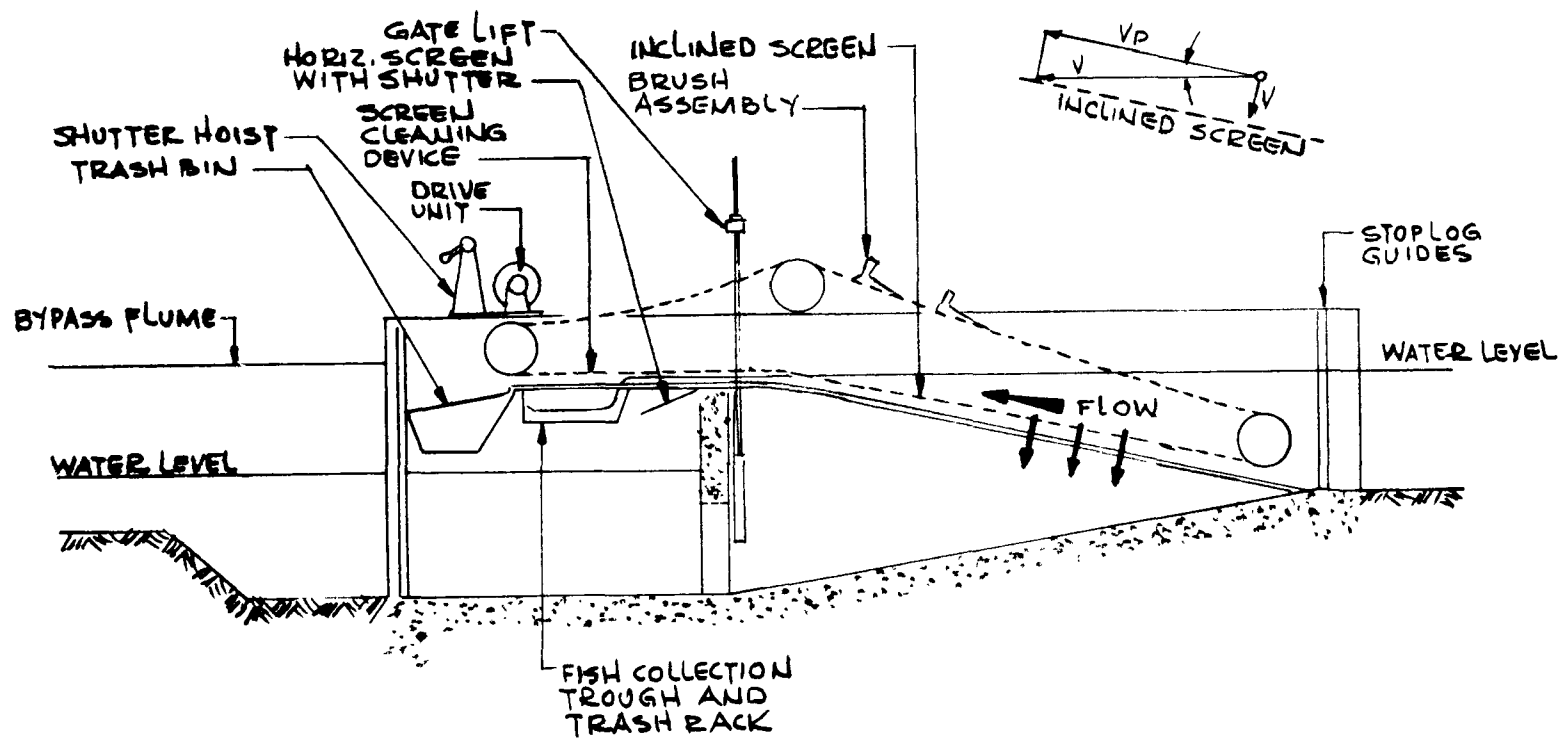 GATE LIFT
HORIZ. SCREEN
WITH SHUTTER
INCLINED SCREEN
BRUSH
ASSEMBLY
VP
V
V
INCLINED SCREEN
SCREEN
CLEANING
DEVICE
SHUTTER HOIST
TRASH BIN
DRIVE
UNIT
STOPLOG
GUIDES
BYPASS FLUME
WATER LEVEL
FLOW
WATER LEVEL
FISH COLLECTION
TROUGH AND
TRASH RACK